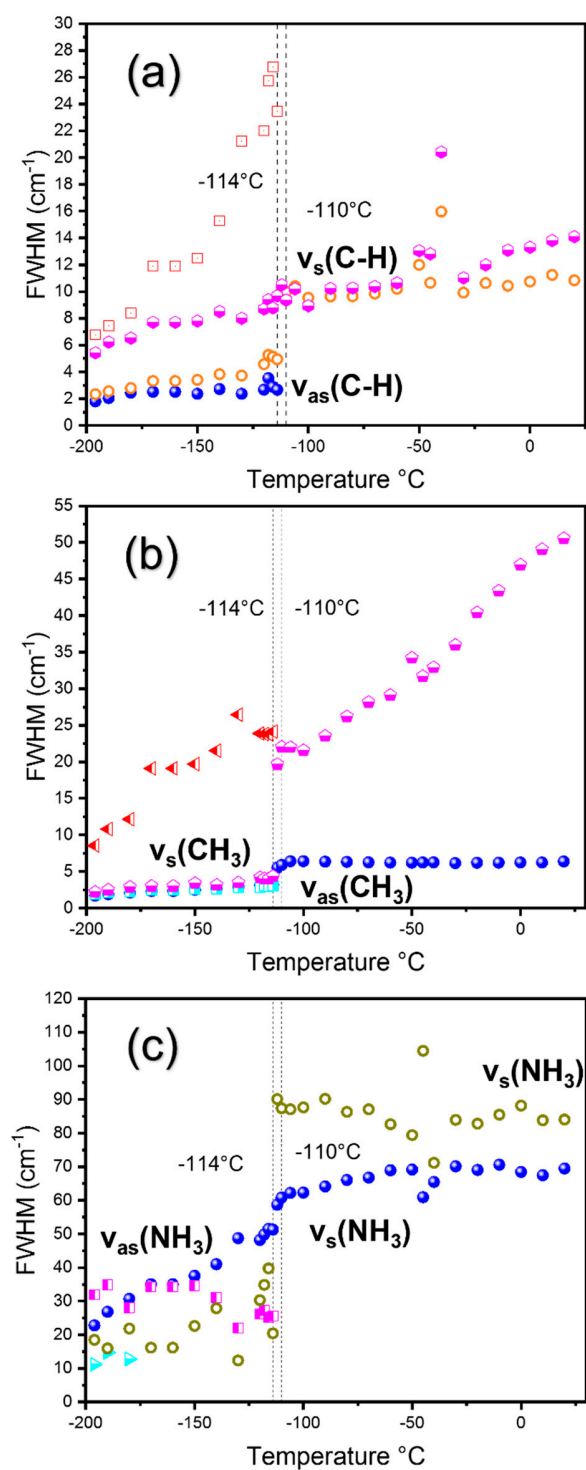 (a)
30
28
26
24
22
20
18
16
14
12
10
8
6
4
2
0
FWHM (cm⁻¹)
-114°C
-110°C
νs(C-H)
νas(C-H)
-200 -150 -100 -50 0
Temperature °C
(b)
55
50
45
40
35
30
25
20
15
10
5
0
FWHM (cm⁻¹)
-114°C -110°C
νs(CH₃)
νas(CH₃)
-200 -150 -100 -50 0
Temperature °C
(c)
120
110
100
90
80
70
60
50
40
30
20
10
0
FWHM (cm⁻¹)
νs(NH₃)
-114°C -110°C
νas(NH₃) νs(NH₃)
-200 -150 -100 -50 0
Temperature °C